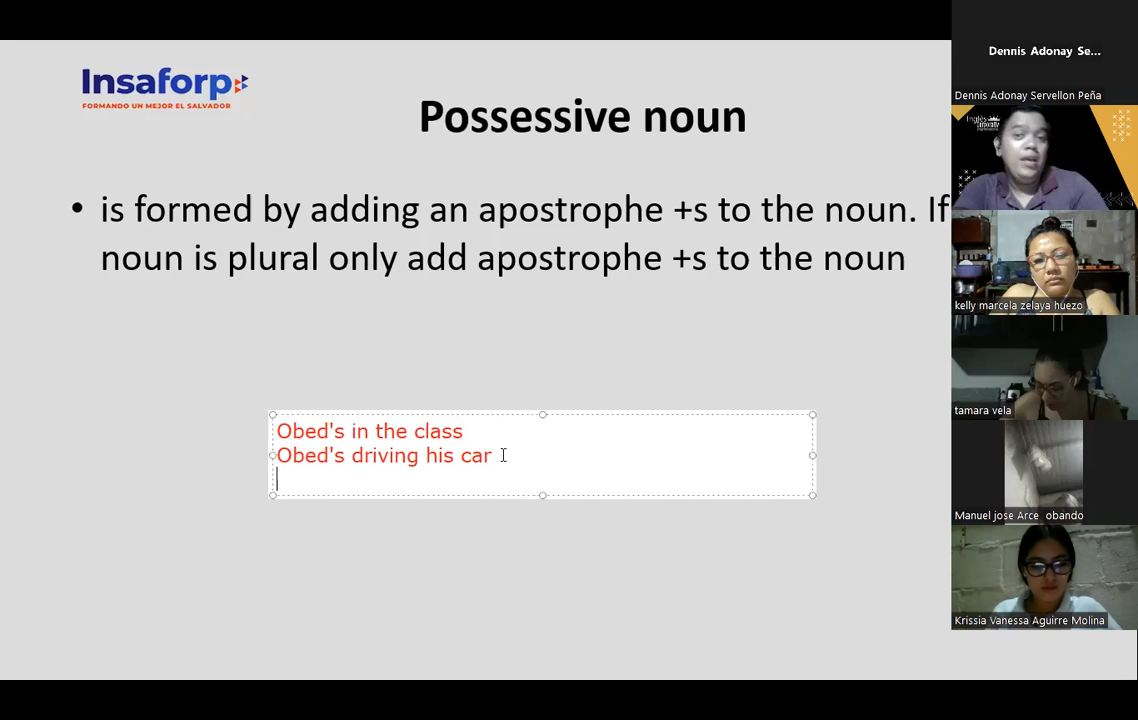 Insaforp
FORMANDO UN MEJOR EL SALVADOR
Possessive noun
• is formed by adding an apostrophe +s to the noun. If
noun is plural only add apostrophe +s to the noun
Obed's in the class
Obed's driving his car
Dennis Adonay Se...
Dennis Adonay Servellon Peña
Inglés
kelly marcela zelaya huezo
tamara vela
Manuel jose Arce obando
Krissia Vanessa Aguirre Molina